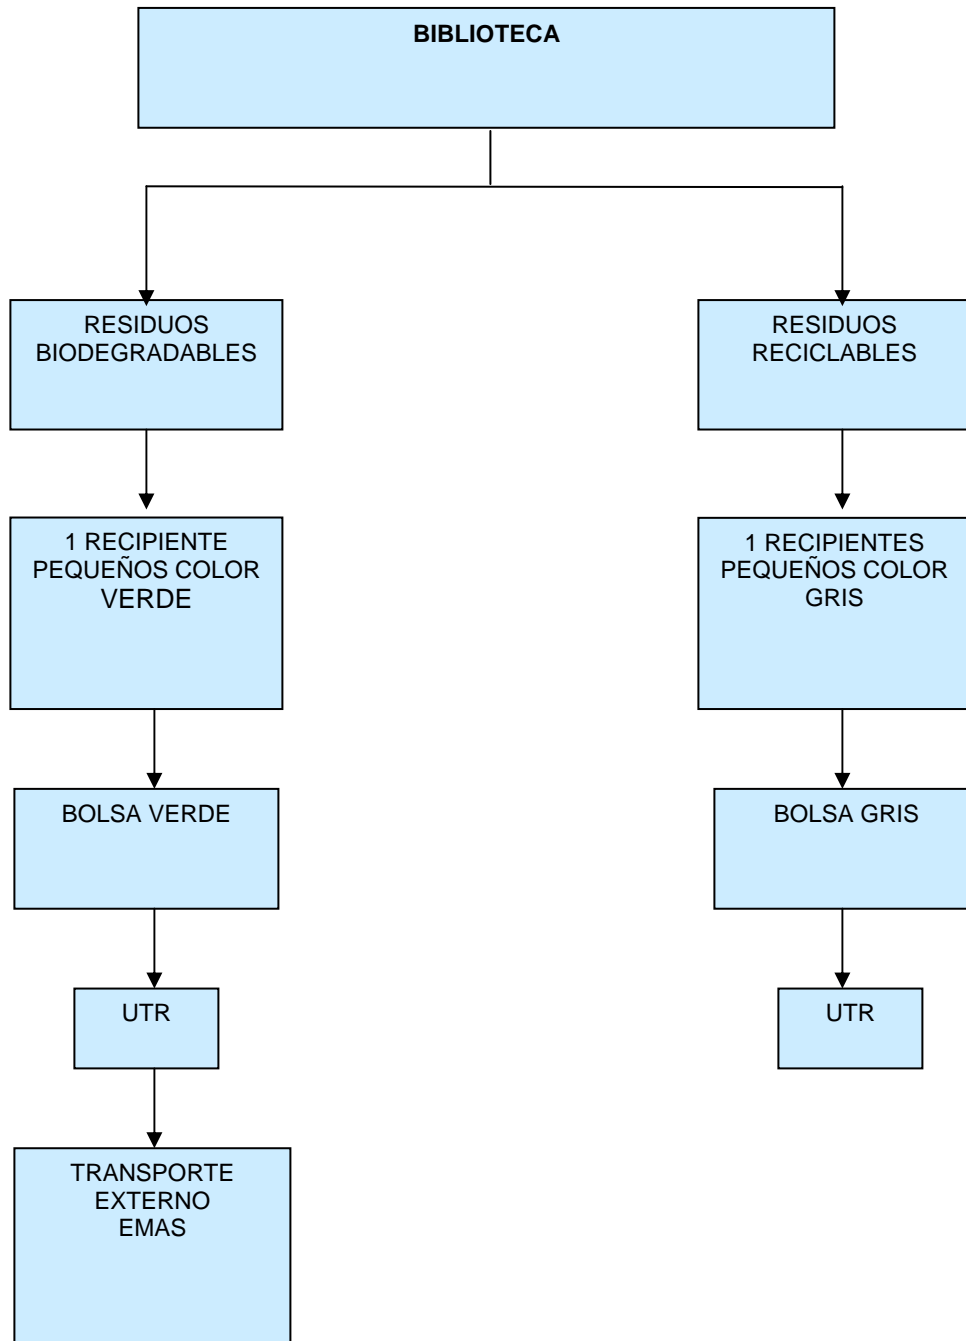 BIBLIOTECA
RESIDUOS
BIODEGRADABLES
RESIDUOS
RECICLABLES
1 RECIPIENTE
PEQUEÑOS COLOR
VERDE
1 RECIPIENTES
PEQUEÑOS COLOR
GRIS
BOLSA VERDE
BOLSA GRIS
UTR
UTR
TRANSPORTE
EXTERNO
EMAS